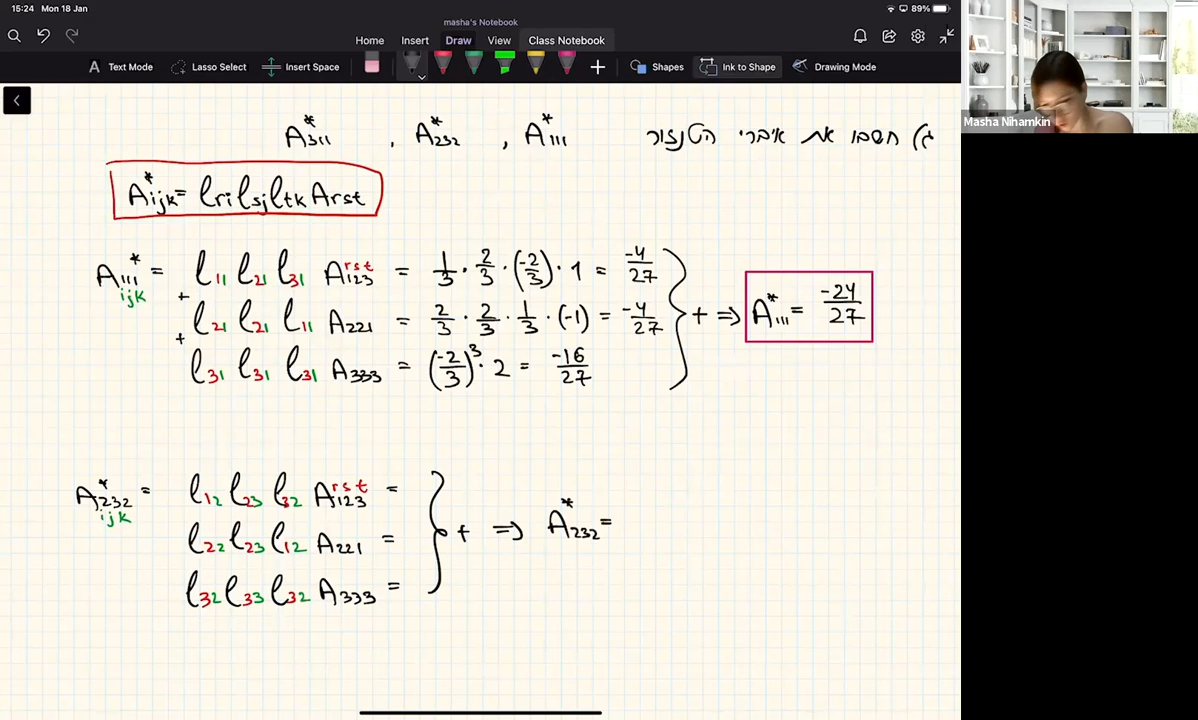 15:24 Mon 18 Jan
89%
masha's Notebook
Home Insert Draw View Class Notebook
Text Mode Lasso Select Insert Space Shapes Ink to Shape Drawing Mode
Masha Nihamkin
ג) חשבו את איברי הטנזור A*₁₁₁ , A*₂₃₂ , A*₃₁₁
A*ijk = lri lsj ltk Arst
A₁₁₁* = l₁₁ l₂₁ l₃₁ A₁₂₃ = 1/3 · 2/3 · (-2/3) · 1 = -4/27
ijk
rst
+ l₂₁ l₂₁ l₁₁ A₂₂₁ = 2/3 · 2/3 · 1/3 · (-1) = -4/27
+ l₃₁ l₃₁ l₃₁ A₃₃₃ = (-2/3)³ · 2 = -16/27
} + ⇒ A*₁₁₁ = -24/27
A*₂₃₂ = l₁₂ l₂₃ l₃₂ A₁₂₃ =
ijk
rst
l₂₂ l₂₃ l₁₂ A₂₂₁ =
l₃₂ l₃₃ l₃₂ A₃₃₃ =
} + ⇒ A*₂₃₂ =